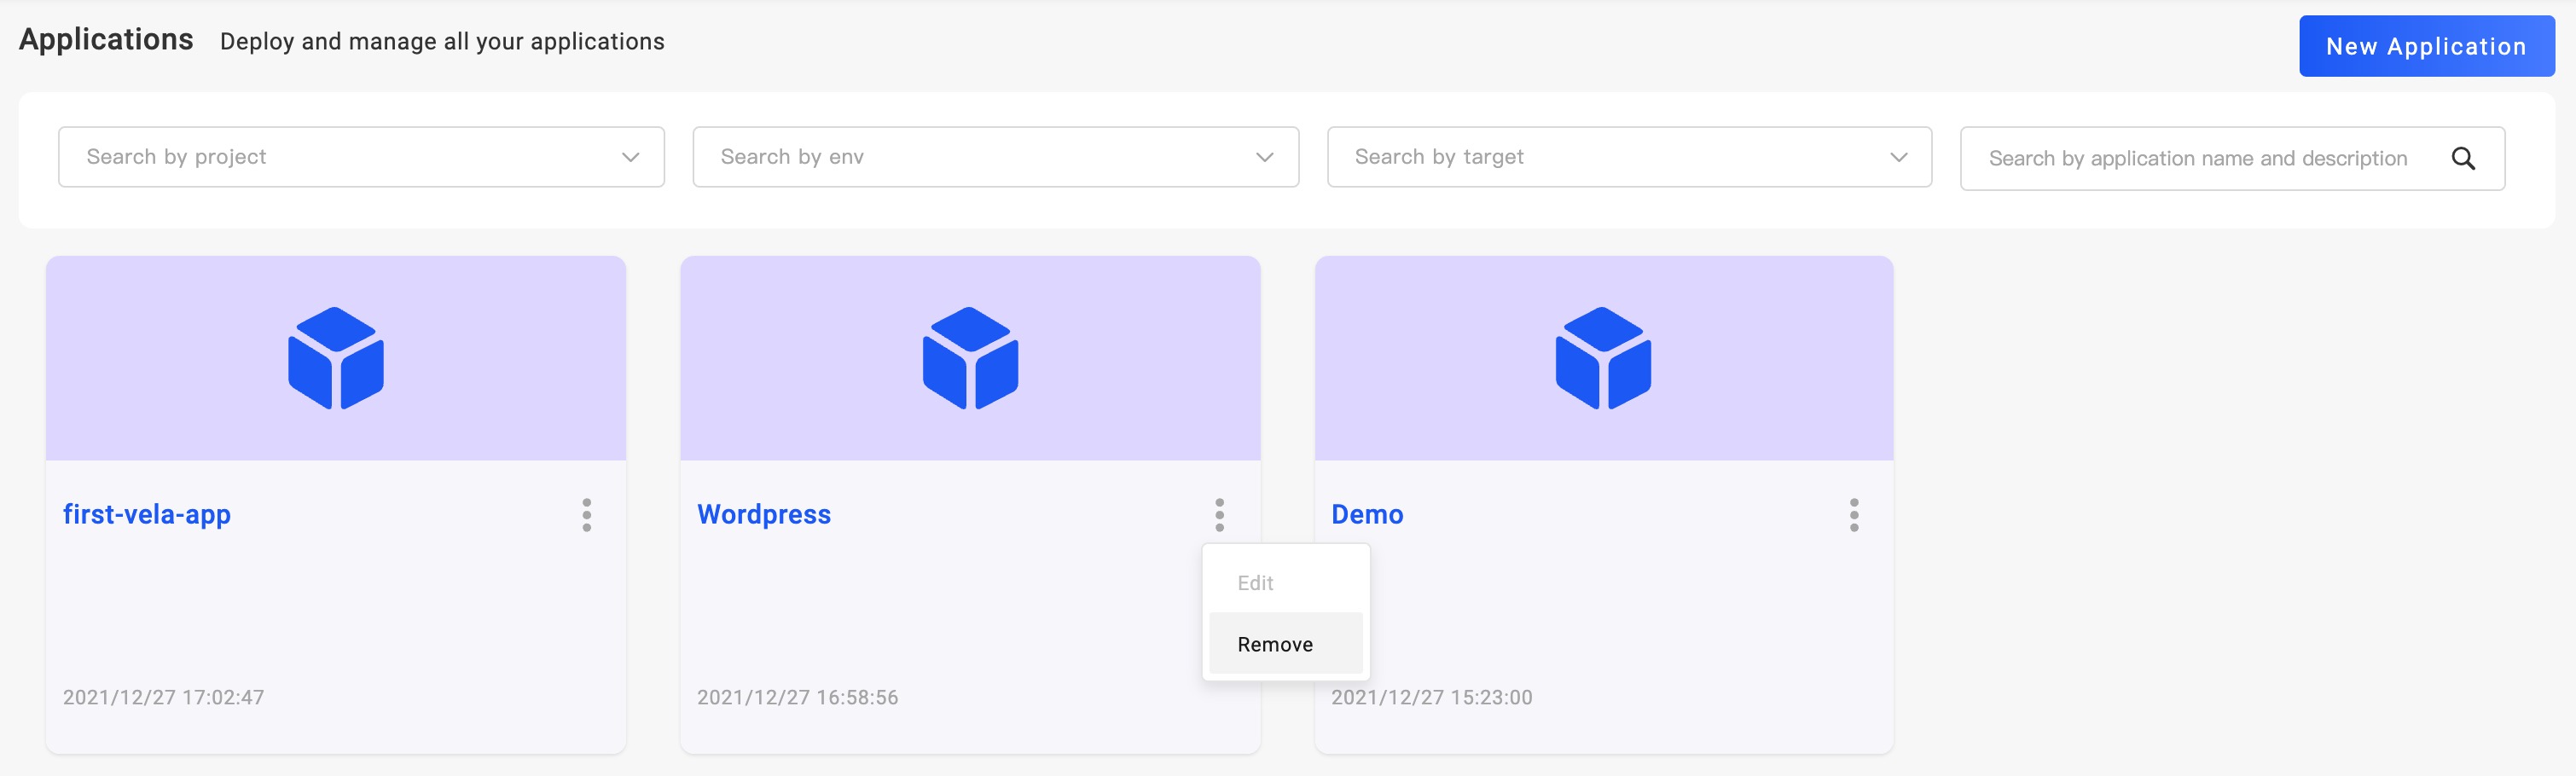 Applications Deploy and manage all your applications
New Application
Search by project
Search by env
Search by target
Search by application name and description
first-vela-app
Wordpress
Demo
Edit
Remove
2021/12/27 17:02:47
2021/12/27 16:58:56
2021/12/27 15:23:00